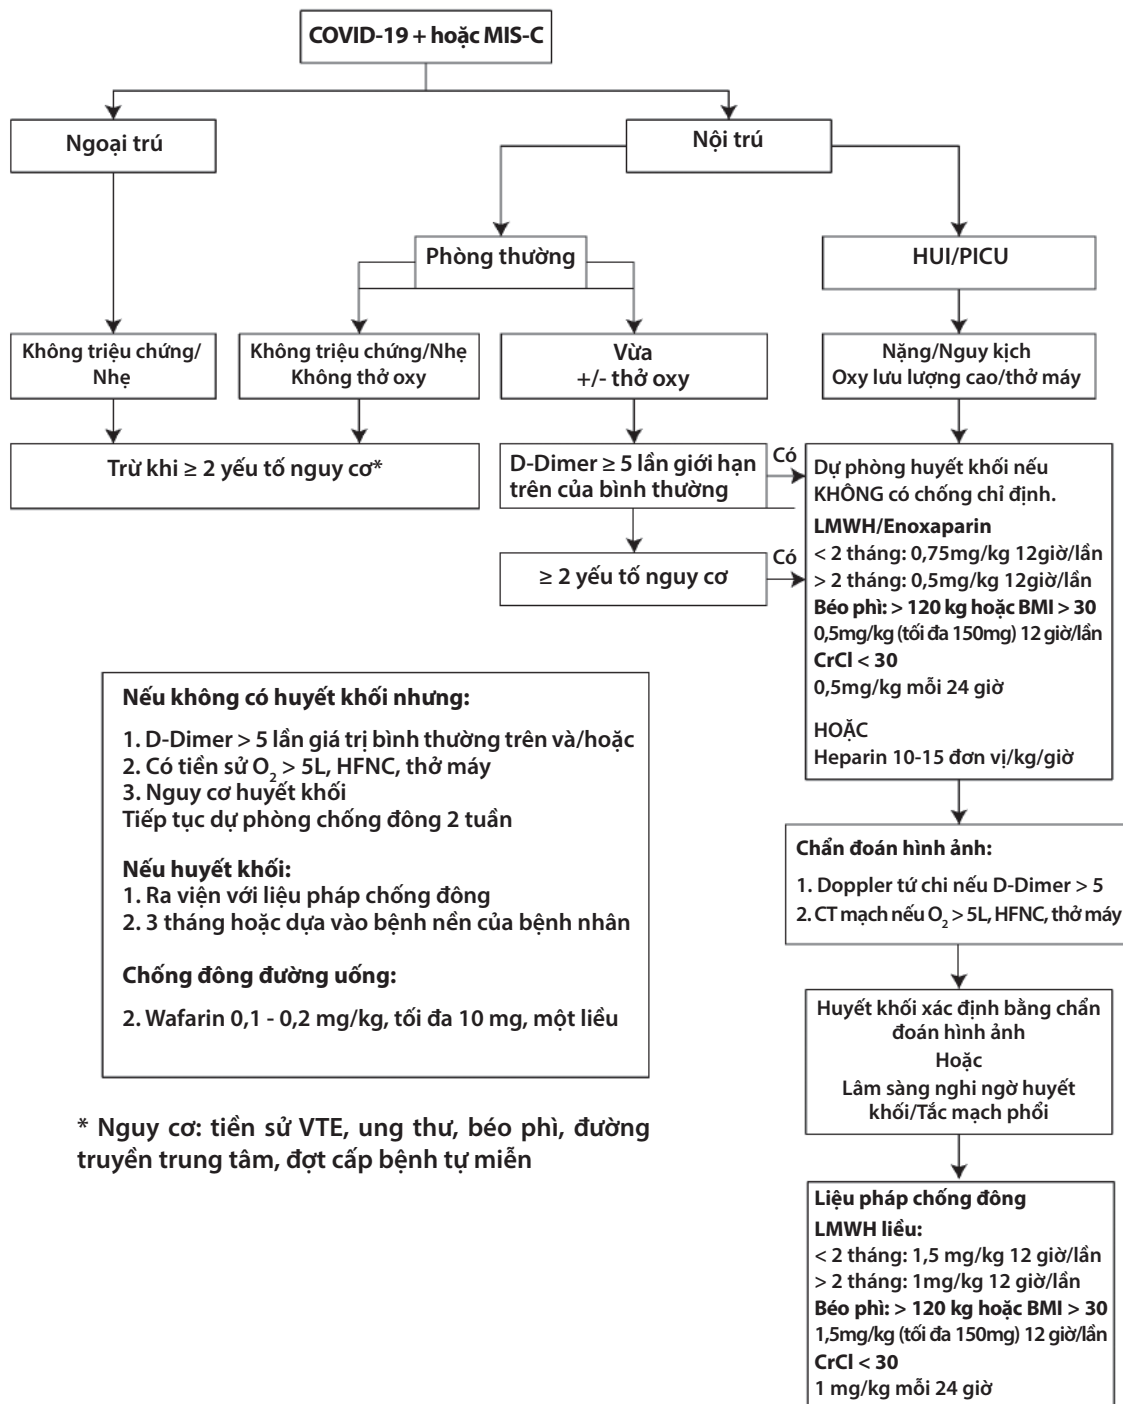 COVID-19 + hoặc MIS-C
Ngoại trú
Nội trú
Phòng thường
HUI/PICU
Không triệu chứng/
Nhẹ
Không triệu chứng/Nhẹ
Không thở oxy
Vừa
+/- thở oxy
Nặng/Nguy kịch
Oxy lưu lượng cao/thở máy
Trừ khi ≥ 2 yếu tố nguy cơ*
D-Dimer ≥ 5 lần giới hạn
trên của bình thường
Có
≥ 2 yếu tố nguy cơ
Có
Dự phòng huyết khối nếu
KHÔNG có chống chỉ định.
LMWH/Enoxaparin
< 2 tháng: 0,75mg/kg 12giờ/lần
> 2 tháng: 0,5mg/kg 12giờ/lần
Béo phì: > 120 kg hoặc BMI > 30
0,5mg/kg (tối đa 150mg) 12 giờ/lần
CrCl < 30
0,5mg/kg mỗi 24 giờ
HOẶC
Heparin 10-15 đơn vị/kg/giờ
Nếu không có huyết khối nhưng:
1. D-Dimer > 5 lần giá trị bình thường trên và/hoặc
2. Có tiền sử O₂ > 5L, HFNC, thở máy
3. Nguy cơ huyết khối
Tiếp tục dự phòng chống đông 2 tuần
Nếu huyết khối:
1. Ra viện với liệu pháp chống đông
2. 3 tháng hoặc dựa vào bệnh nền của bệnh nhân
Chống đông đường uống:
2. Wafarin 0,1 - 0,2 mg/kg, tối đa 10 mg, một liều
Chẩn đoán hình ảnh:
1. Doppler tứ chi nếu D-Dimer > 5
2. CT mạch nếu O₂ > 5L, HFNC, thở máy
Huyết khối xác định bằng chẩn
đoán hình ảnh
Hoặc
Lâm sàng nghi ngờ huyết
khối/Tắc mạch phổi
* Nguy cơ: tiền sử VTE, ung thư, béo phì, đường
truyền trung tâm, đợt cấp bệnh tự miễn
Liệu pháp chống đông
LMWH liều:
< 2 tháng: 1,5 mg/kg 12 giờ/lần
> 2 tháng: 1mg/kg 12 giờ/lần
Béo phì: > 120 kg hoặc BMI > 30
1,5mg/kg (tối đa 150mg) 12 giờ/lần
CrCl < 30
1 mg/kg mỗi 24 giờ